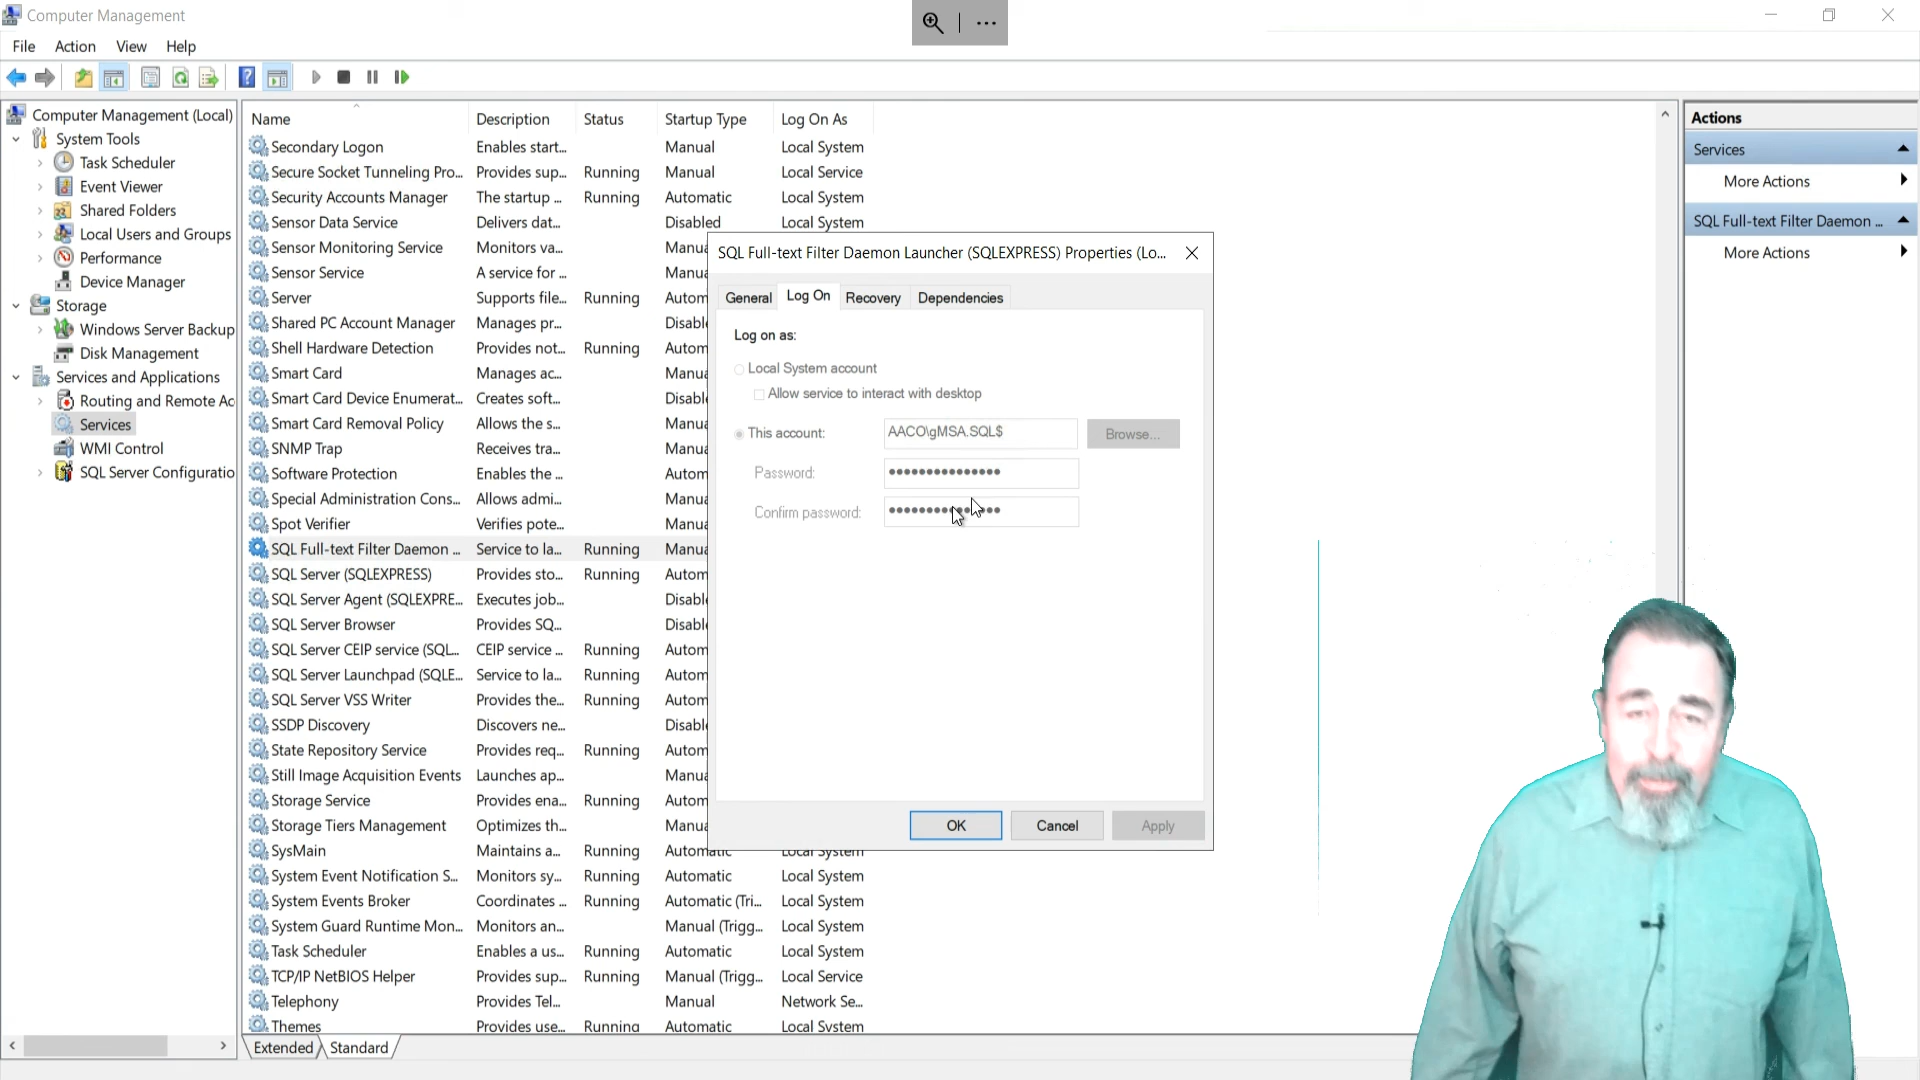 Computer Management
File Action View Help
Computer Management (Local)
System Tools
Task Scheduler
Event Viewer
Shared Folders
Local Users and Groups
Performance
Device Manager
Storage
Windows Server Backup
Disk Management
Services and Applications
Routing and Remote Ac
Services
WMI Control
SQL Server Configuratio
Name Description Status Startup Type Log On As
Secondary Logon Enables start... Manual Local System
Secure Socket Tunneling Pro... Provides sup... Running Manual Local Service
Security Accounts Manager The startup ... Running Automatic Local System
Sensor Data Service Delivers dat... Disabled Local System
Sensor Monitoring Service Monitors va... Manua
Sensor Service A service for ... Manua
Server Supports file... Running Autom
Shared PC Account Manager Manages pr... Disabl
Shell Hardware Detection Provides not... Running Autom
Smart Card Manages ac... Manua
Smart Card Device Enumerat... Creates soft... Disabl
Smart Card Removal Policy Allows the s... Manua
SNMP Trap Receives tra... Manua
Software Protection Enables the ... Autom
Special Administration Cons... Allows admi... Manua
Spot Verifier Verifies pote... Manua
SQL Full-text Filter Daemon ... Service to la... Running Manua
SQL Server (SQLEXPRESS) Provides sto... Running Autom
SQL Server Agent (SQLEXPRE... Executes job... Disabl
SQL Server Browser Provides SQ... Disabl
SQL Server CEIP service (SQL... CEIP service ... Running Autom
SQL Server Launchpad (SQLE... Service to la... Running Autom
SQL Server VSS Writer Provides the... Running Autom
SSDP Discovery Discovers ne... Disabl
State Repository Service Provides req... Running Autom
Still Image Acquisition Events Launches ap... Manua
Storage Service Provides ena... Running Autom
Storage Tiers Management Optimizes th... Manua
SysMain Maintains a... Running Automatic Local System
System Event Notification S... Monitors sy... Running Automatic Local System
System Events Broker Coordinates ... Running Automatic (Tri... Local System
System Guard Runtime Mon... Monitors an... Manual (Trigg... Local System
Task Scheduler Enables a us... Running Automatic Local System
TCP/IP NetBIOS Helper Provides sup... Running Manual (Trigg... Local Service
Telephony Provides Tel... Manual Network Se...
Themes Provides use... Running Automatic Local System
Extended Standard
SQL Full-text Filter Daemon Launcher (SQLEXPRESS) Properties (Lo...
General Log On Recovery Dependencies
Log on as:
Local System account
Allow service to interact with desktop
This account: AACO\gMSA.SQL$ Browse...
Password: •••••••••••••••
Confirm password: •••••••••••••••
OK Cancel Apply
Actions
Services
More Actions
SQL Full-text Filter Daemon ...
More Actions